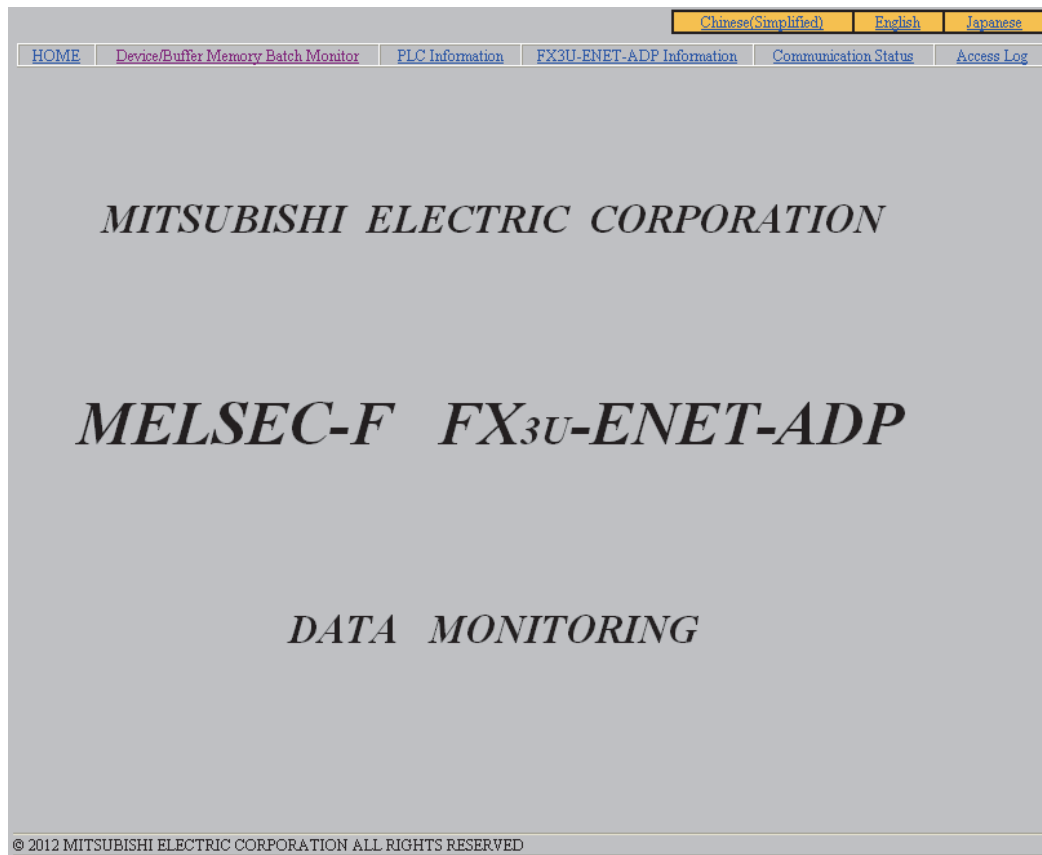 Chinese(Simplified) English Japanese
HOME Device/Buffer Memory Batch Monitor PLC Information FX3U-ENET-ADP Information Communication Status Access Log
MITSUBISHI ELECTRIC CORPORATION
MELSEC-F FX3U-ENET-ADP
DATA MONITORING
© 2012 MITSUBISHI ELECTRIC CORPORATION ALL RIGHTS RESERVED